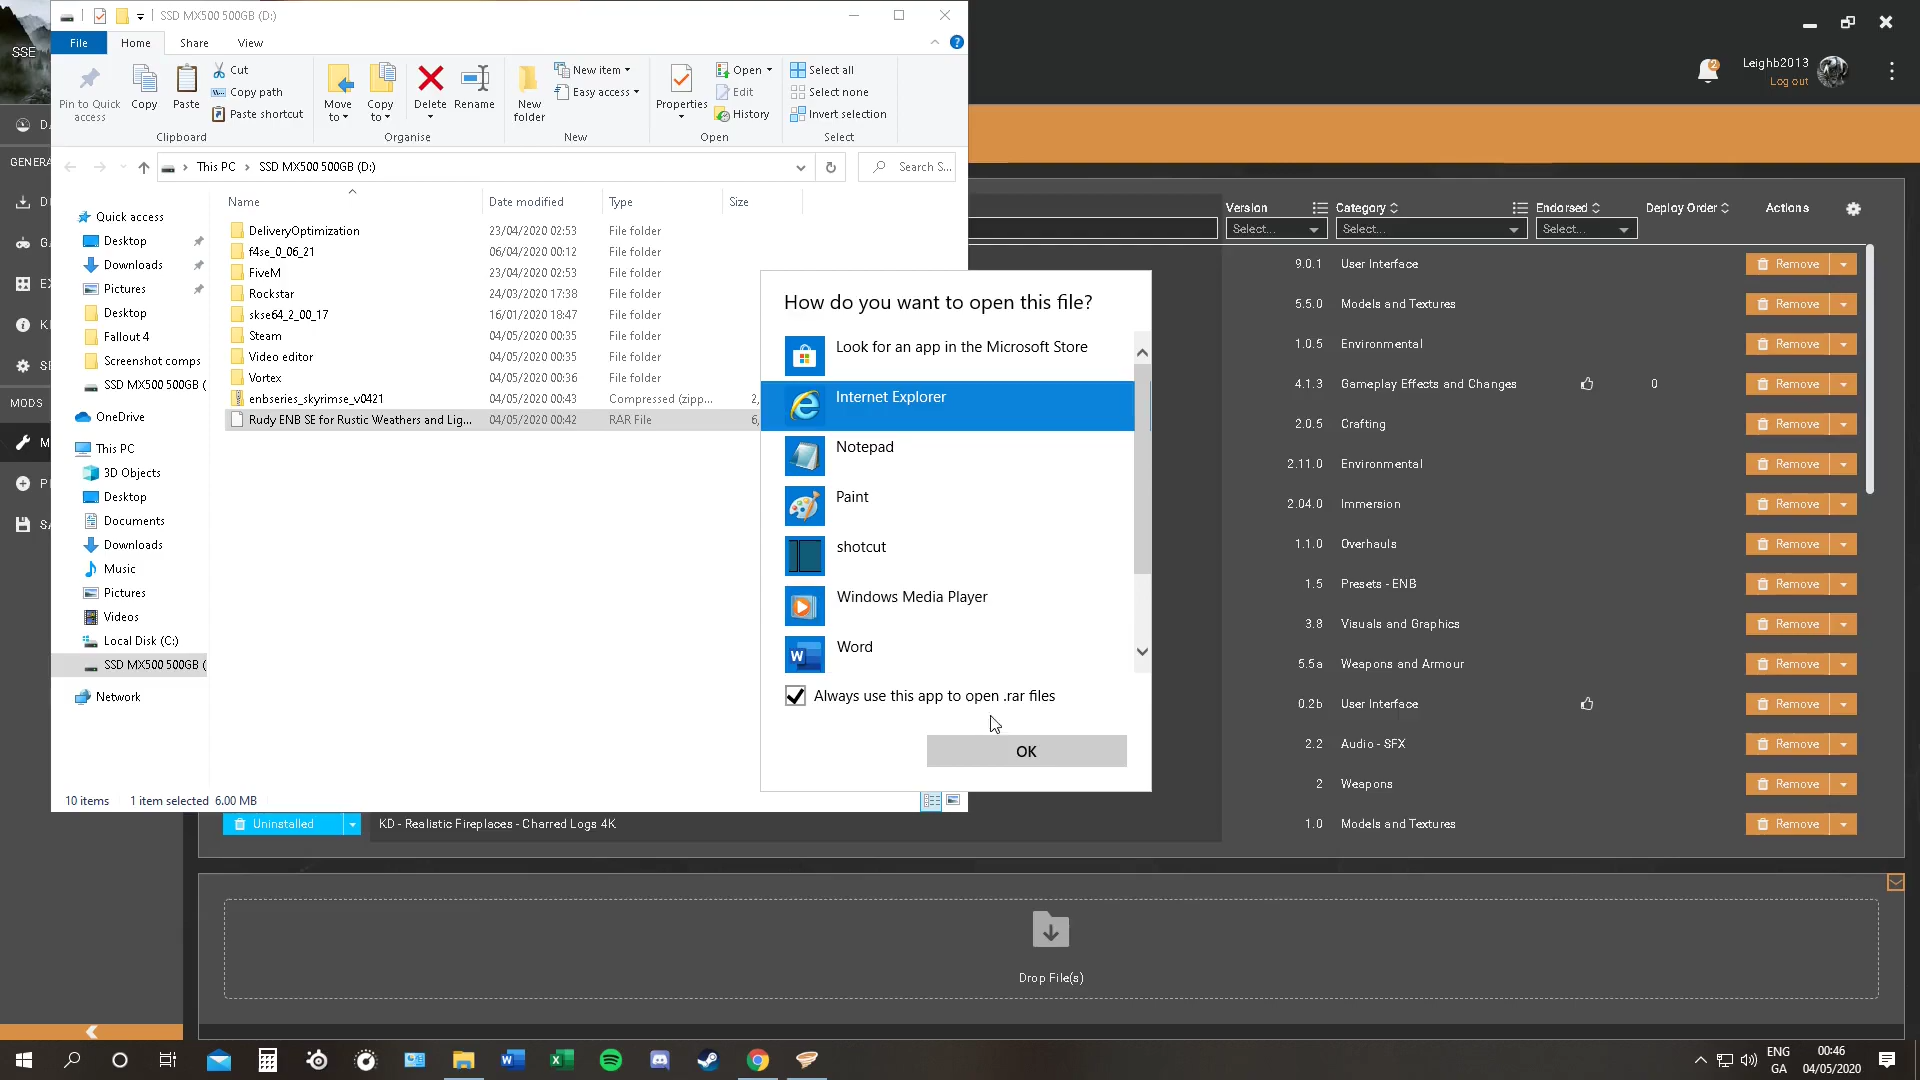 SSD MX500 500GB (D:)
File
Home
Share
View
Pin to Quick access
Copy
Paste
Cut
Copy path
Paste shortcut
Clipboard
Move to
Copy to
Delete
Rename
Organise
New folder
New item
Easy access
New
Properties
Open
Edit
History
Open
Select all
Select none
Invert selection
Select
This PC
SSD MX500 500GB (D:)
Search S...
Name
Date modified
Type
Size
Quick access
Desktop
Downloads
Pictures
Desktop
Fallout 4
Screenshot comps
SSD MX500 500GB (
OneDrive
This PC
3D Objects
Desktop
Documents
Downloads
Music
Pictures
Videos
Local Disk (C:)
SSD MX500 500GB (
Network
DeliveryOptimization 23/04/2020 02:53 File folder
f4se_0_06_21 06/04/2020 00:12 File folder
FiveM 23/04/2020 02:53 File folder
Rockstar 24/03/2020 17:38 File folder
skse64_2_00_17 16/01/2020 18:47 File folder
Steam 04/05/2020 00:35 File folder
Video editor 04/05/2020 00:35 File folder
Vortex 04/05/2020 00:36 File folder
enbseries_skyrimse_v0421 04/05/2020 00:43 Compressed (zipp... 2,
Rudy ENB SE for Rustic Weathers and Lig... 04/05/2020 00:42 RAR File 6,
10 items 1 item selected 6.00 MB
How do you want to open this file?
Look for an app in the Microsoft Store
Internet Explorer
Notepad
Paint
shotcut
Windows Media Player
Word
Always use this app to open .rar files
OK
SSE
GENERA
MODS
Leighb2013
Log out
2
Version
Category
Endorsed
Deploy Order
Actions
Select...
Select...
Select...
9.0.1 User Interface Remove
5.5.0 Models and Textures Remove
1.0.5 Environmental Remove
4.1.3 Gameplay Effects and Changes 0 Remove
2.0.5 Crafting Remove
2.11.0 Environmental Remove
2.04.0 Immersion Remove
1.1.0 Overhauls Remove
1.5 Presets - ENB Remove
3.8 Visuals and Graphics Remove
5.5a Weapons and Armour Remove
0.2b User Interface Remove
2.2 Audio - SFX Remove
2 Weapons Remove
Uninstalled KD - Realistic Fireplaces - Charred Logs 4K 1.0 Models and Textures Remove
Drop File(s)
ENG
GA
00:46
04/05/2020